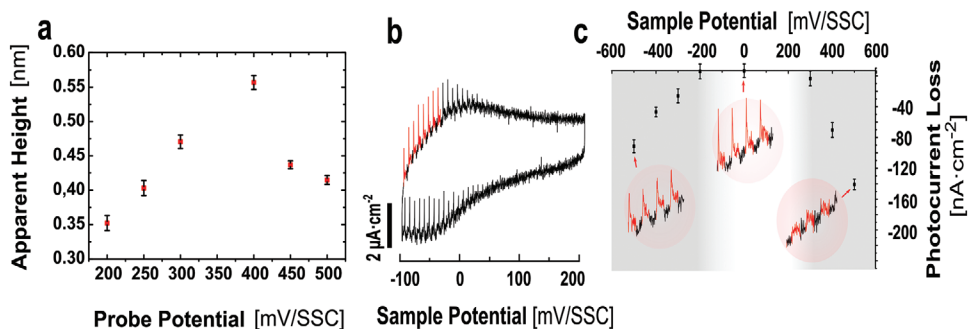 a
Apparent Height [nm]
0.60
0.55
0.50
0.45
0.40
0.35
0.30
200 250 300 350 400 450 500
Probe Potential [mV/SSC]
b
2 µA·cm-2
-100 0 100 200
Sample Potential [mV/SSC]
c
Sample Potential [mV/SSC]
-600 -400 -200 0 200 400 600
-40
-80
-120
-160
-200
Photocurrent Loss
[nA·cm-2]